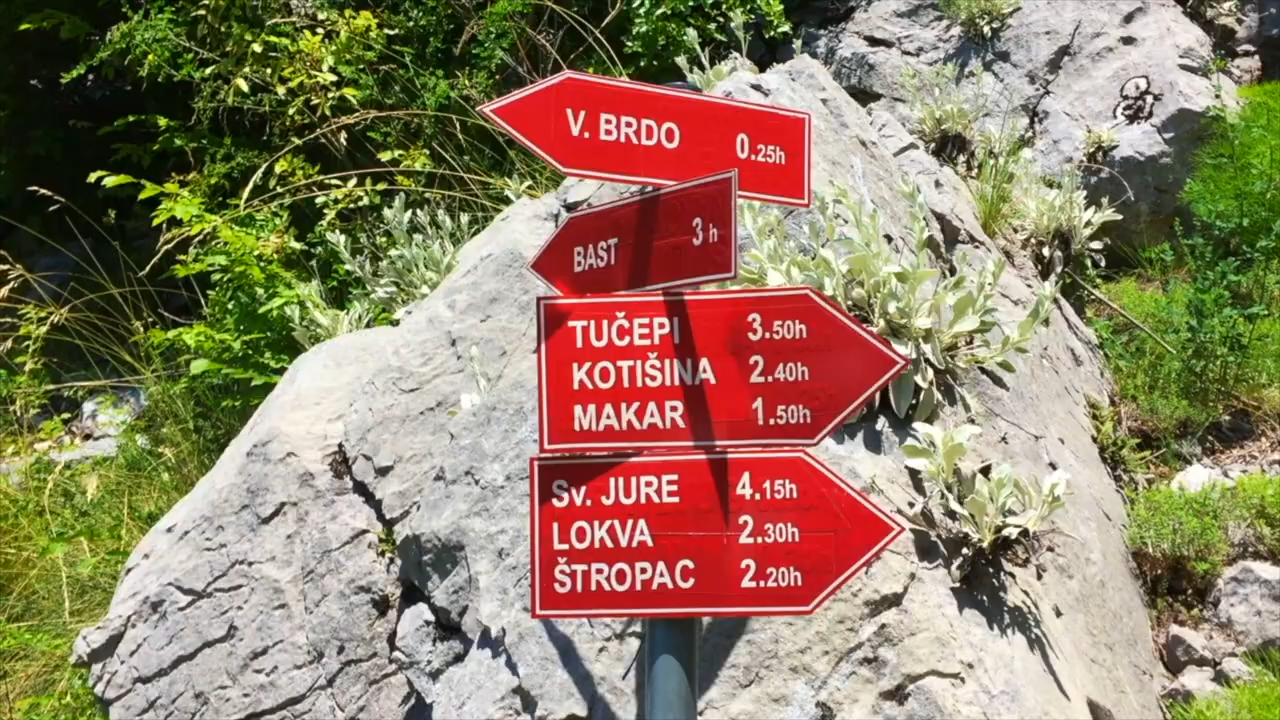 V. BRDO 0.25h
BAST 3 h
TUČEPI 3.50h
KOTIŠINA 2.40h
MAKAR 1.50h
Sv. JURE 4.15h
LOKVA 2.30h
ŠTROPAC 2.20h